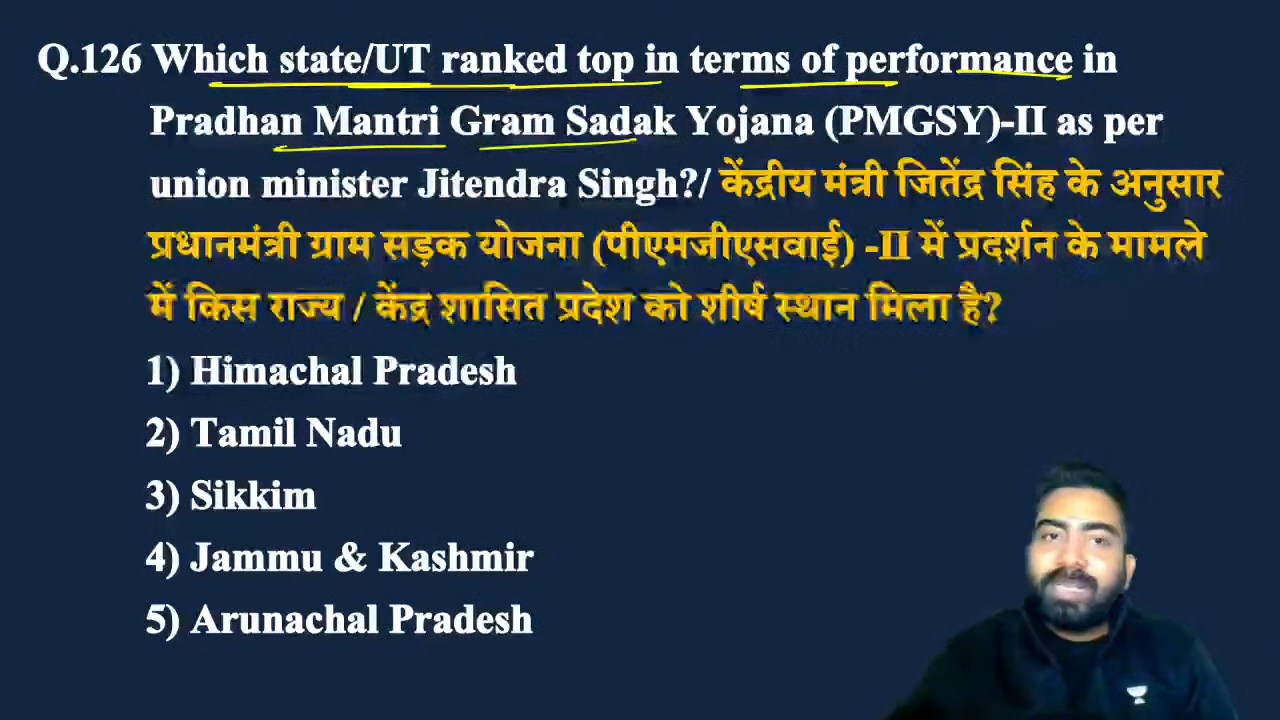 Q.126 Which state/UT ranked top in terms of performance in
Pradhan Mantri Gram Sadak Yojana (PMGSY)-II as per
union minister Jitendra Singh?/ केंद्रीय मंत्री जितेंद्र सिंह के अनुसार
प्रधानमंत्री ग्राम सड़क योजना (पीएमजीएसवाई) -II में प्रदर्शन के मामले
में किस राज्य / केंद्र शासित प्रदेश को शीर्ष स्थान मिला है?
1) Himachal Pradesh
2) Tamil Nadu
3) Sikkim
4) Jammu & Kashmir
5) Arunachal Pradesh